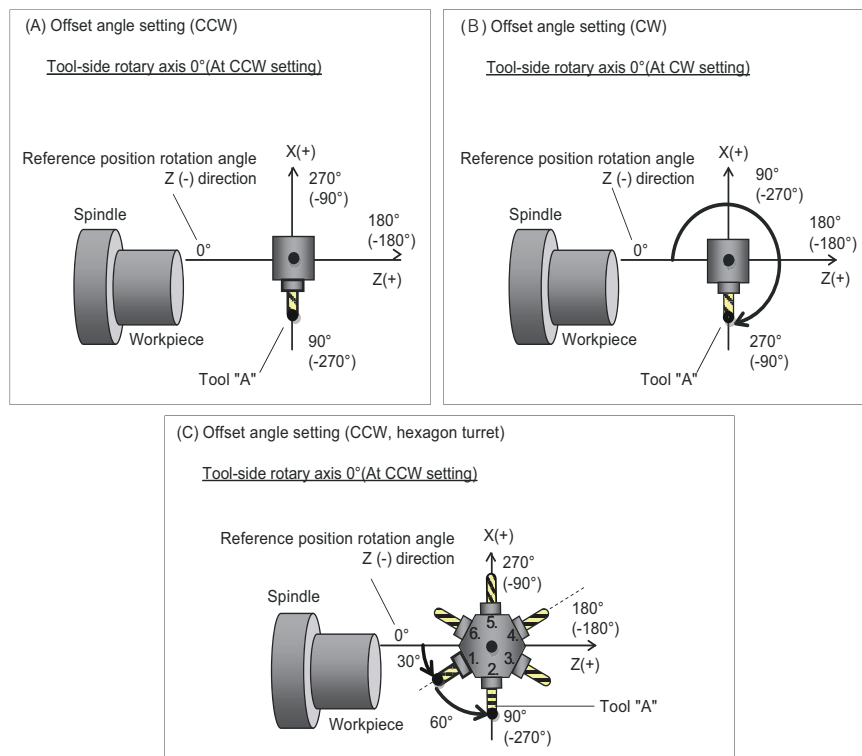 (A) Offset angle setting (CCW)
Tool-side rotary axis 0°(At CCW setting)
Reference position rotation angle
Z (-) direction
X(+)
270°
(-90°)
180°
(-180°)
Spindle
0°
Z(+)
Workpiece
90°
(-270°)
Tool "A"
(B) Offset angle setting (CW)
Tool-side rotary axis 0°(At CW setting)
Reference position rotation angle
Z (-) direction
X(+)
90°
(-270°)
180°
(-180°)
Spindle
0°
Z(+)
Workpiece
270°
(-90°)
Tool "A"
(C) Offset angle setting (CCW, hexagon turret)
Tool-side rotary axis 0°(At CCW setting)
Reference position rotation angle
Z (-) direction
X(+)
270°
(-90°)
180°
(-180°)
Spindle
0°
5.
6.
4.
Z(+)
30°
1.
3.
2.
Tool "A"
Workpiece
60°
90°
(-270°)